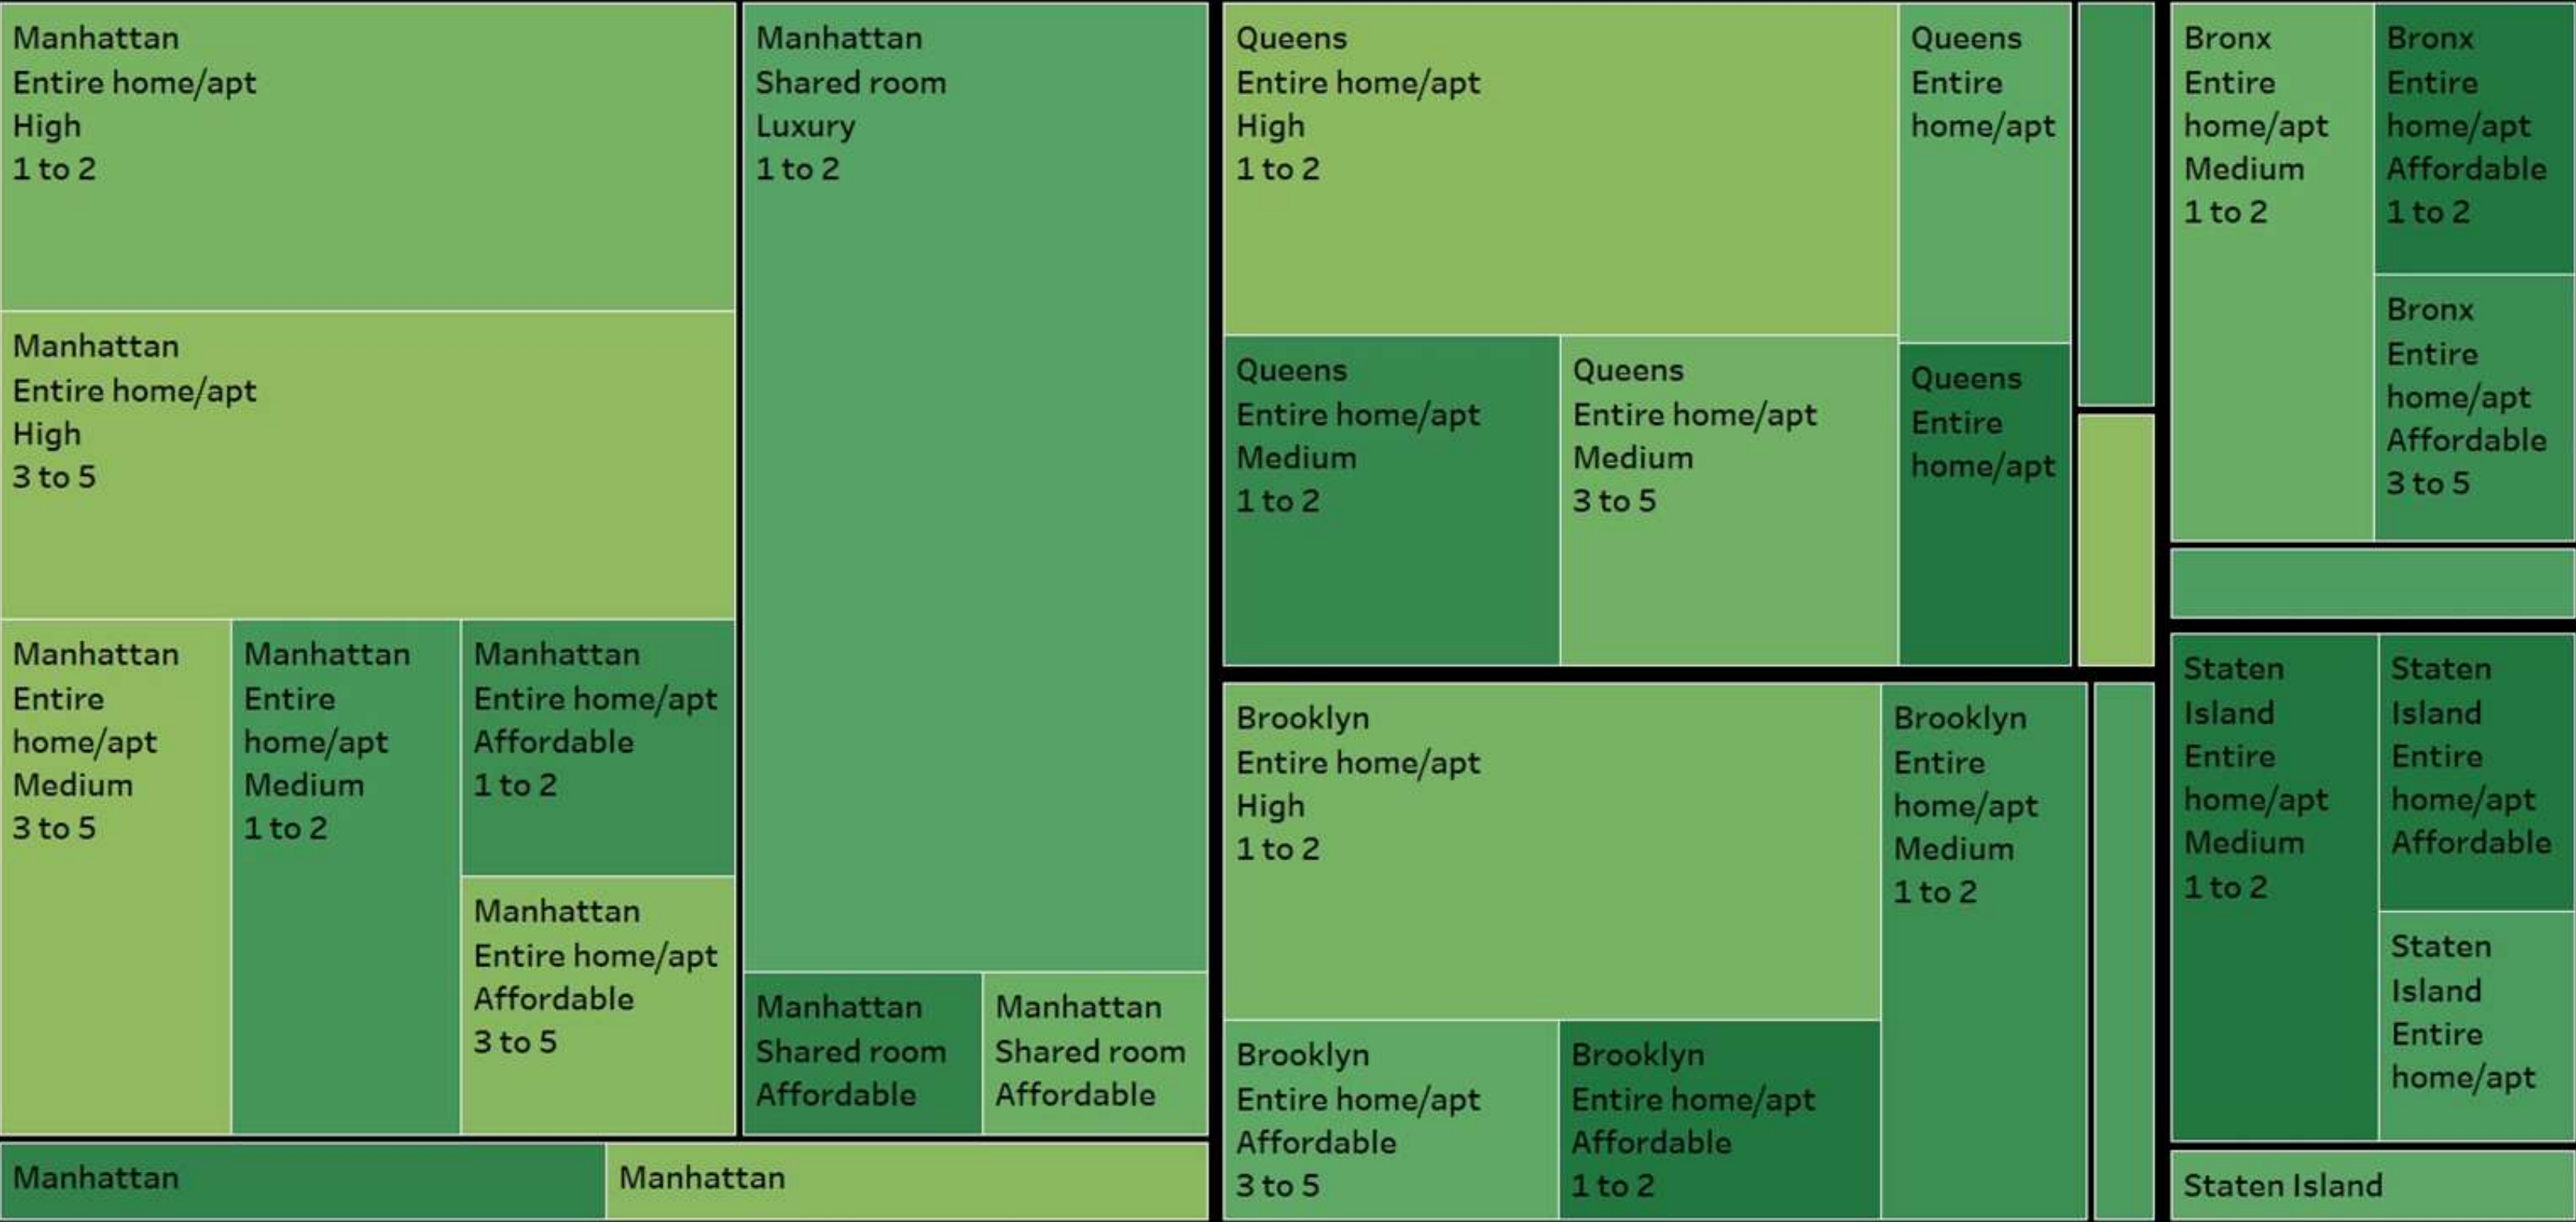 Manhattan
Entire home/apt
High
1 to 2
Manhattan
Entire home/apt
High
3 to 5
Manhattan
Entire
home/apt
Medium
3 to 5
Manhattan
Entire
home/apt
Medium
1 to 2
Manhattan
Entire home/apt
Affordable
1 to 2
Manhattan
Entire home/apt
Affordable
3 to 5
Manhattan
Shared room
Luxury
1 to 2
Manhattan
Shared room
Affordable
Manhattan
Shared room
Affordable
Manhattan
Manhattan
Queens
Entire home/apt
High
1 to 2
Queens
Entire home/apt
Medium
1 to 2
Queens
Entire home/apt
Medium
3 to 5
Queens
Entire
home/apt
Queens
Entire
home/apt
Brooklyn
Entire home/apt
High
1 to 2
Brooklyn
Entire home/apt
Affordable
3 to 5
Brooklyn
Entire home/apt
Affordable
1 to 2
Brooklyn
Entire
home/apt
Medium
1 to 2
Bronx
Entire
home/apt
Medium
1 to 2
Bronx
Entire
home/apt
Affordable
1 to 2
Bronx
Entire
home/apt
Affordable
3 to 5
Staten
Island
Entire
home/apt
Medium
1 to 2
Staten
Island
Entire
home/apt
Affordable
Staten
Island
Entire
home/apt
Staten Island